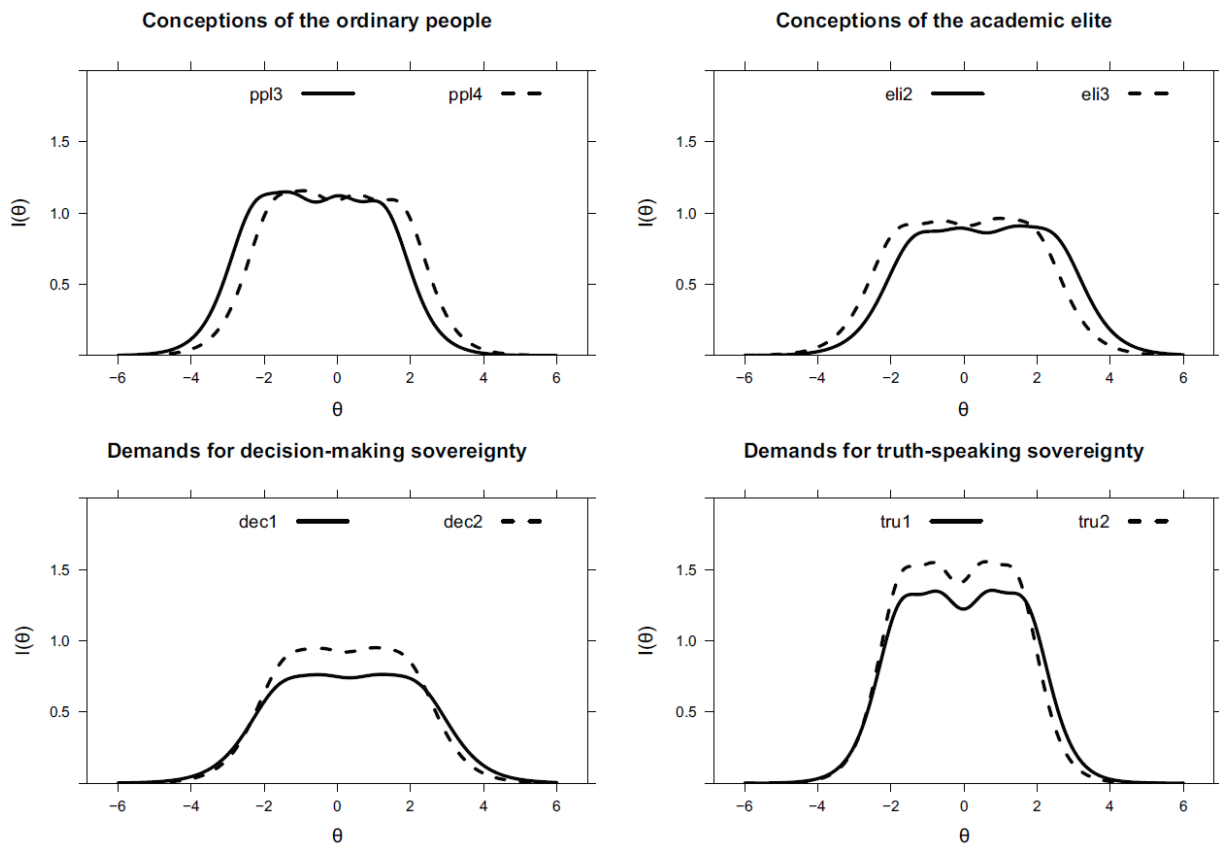 Conceptions of the ordinary people
ppl3 ppl4
1.5
1.0
0.5
I(θ)
−6 −4 −2 0 2 4 6
θ
Conceptions of the academic elite
eli2 eli3
1.5
1.0
0.5
I(θ)
−6 −4 −2 0 2 4 6
θ
Demands for decision-making sovereignty
dec1 dec2
1.5
1.0
0.5
I(θ)
−6 −4 −2 0 2 4 6
θ
Demands for truth-speaking sovereignty
tru1 tru2
1.5
1.0
0.5
I(θ)
−6 −4 −2 0 2 4 6
θ